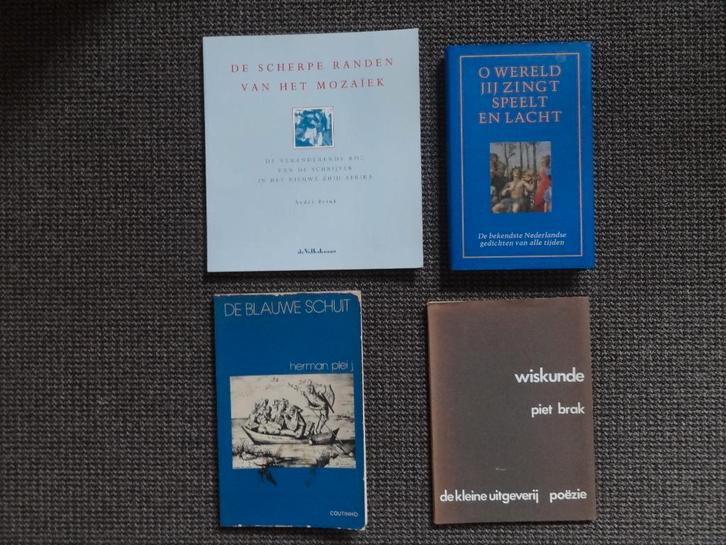 DE SCHERPE RANDEN
VAN HET MOZAÏEK
DE VERANDERENDE ROL
VAN DE SCHRIJVER
IN HET NIEUWE ZUID-AFRIKA
André Brink
de Volkskrant
O WERELD
JIJ ZINGT
SPEELT
EN LACHT
De bekendste Nederlandse
gedichten van alle tijden
DE BLAUWE SCHUIT
herman pleij
COUTINHO
wiskunde
piet brak
de kleine uitgeverij poëzie